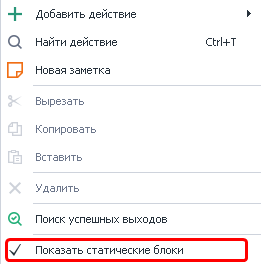 Добавить действие
Найти действие Ctrl+T
Новая заметка
Вырезать
Копировать
Вставить
Удалить
Поиск успешных выходов
Показать статические блоки